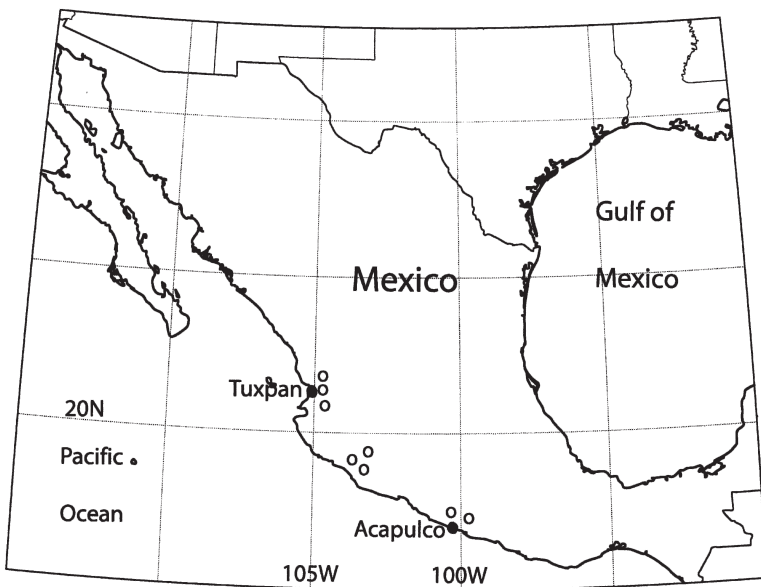 Gulf of
Mexico
Mexico
Tuxpan
20N
Pacific
Ocean
Acapulco
105W
100W